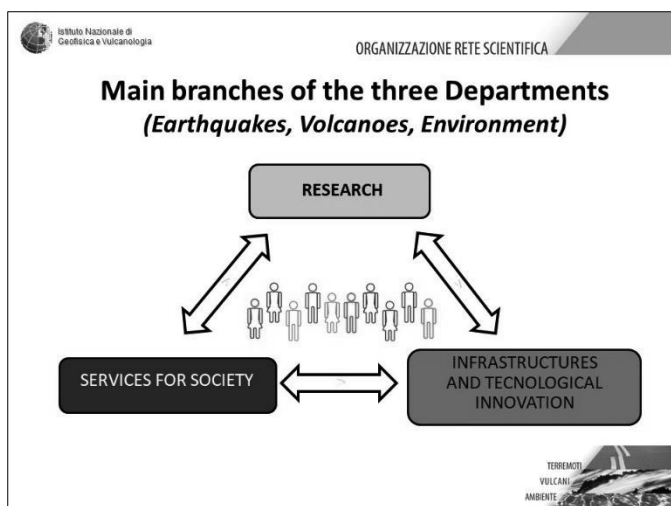 Istituto Nazionale di
Geofisica e Vulcanologia
ORGANIZZAZIONE RETE SCIENTIFICA
Main branches of the three Departments
(Earthquakes, Volcanoes, Environment)
RESEARCH
SERVICES FOR SOCIETY
INFRASTRUCTURES
AND TECNOLOGICAL
INNOVATION
TERREMOTI
VULCANI
AMBIENTE